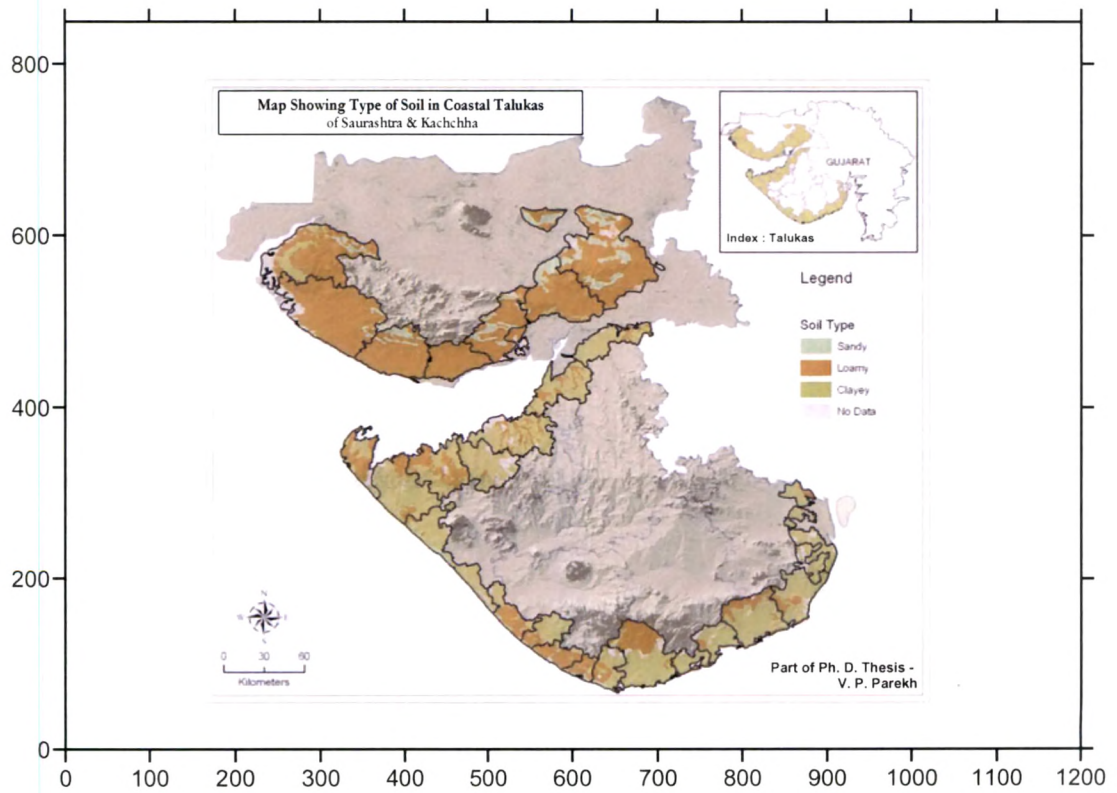 800
600
400
200
0
Map Showing Type of Soil in Coastal Talukas
of Saurashtra & Kachchha
GUJARAT
Index : Talukas
Legend
Soil Type
Sandy
Loamy
Clayey
No Data
N
W E
S
0 30 60
Kilometers
Part of Ph. D. Thesis -
V. P. Parekh
0 100 200 300 400 500 600 700 800 900 1000 1100 1200